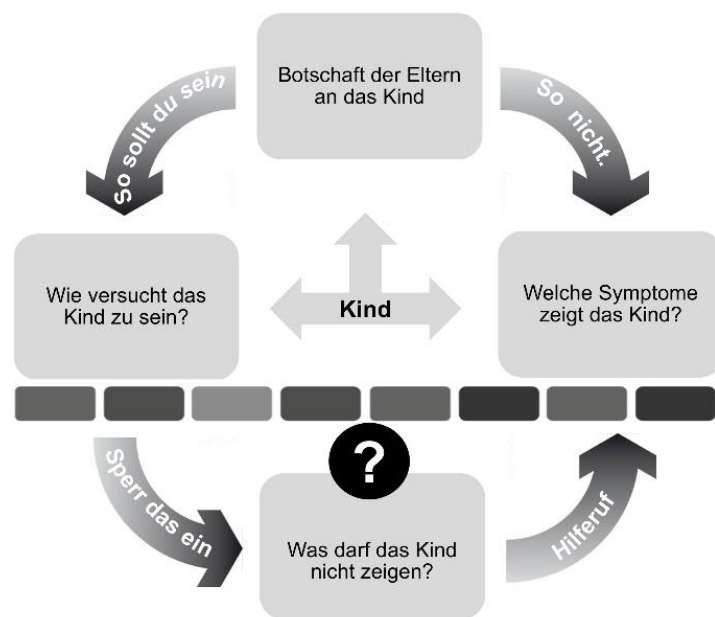 Botschaft der Eltern
an das Kind
So sollt du sein
So nicht.
Wie versucht das
Kind zu sein?
Kind
Welche Symptome
zeigt das Kind?
?
Sperr das ein
Was darf das Kind
nicht zeigen?
Hilferuf